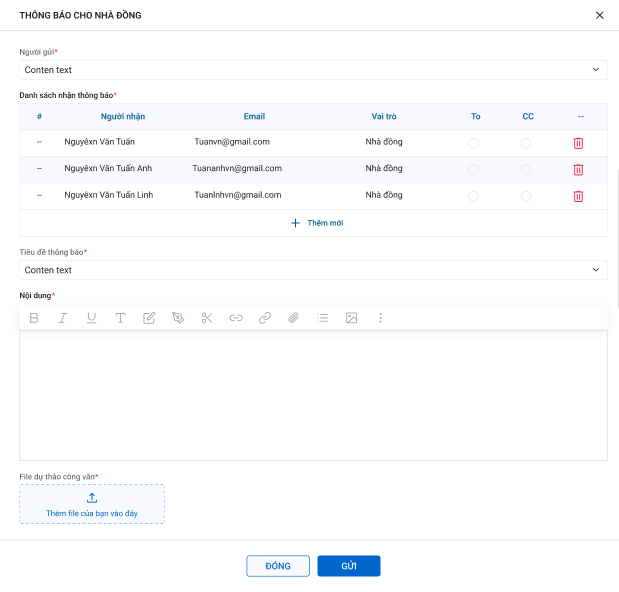 THÔNG BÁO CHO NHÀ ĐỒNG
Người gửi*
Conten text
Danh sách nhận thông báo*
# Người nhận Email Vai trò To CC --
-- Nguyêxn Văn Tuấn Tuanvn@gmail.com Nhà đồng
-- Nguyêxn Văn Tuấn Anh Tuananhvn@gmail.com Nhà đồng
-- Nguyêxn Văn Tuấn Linh Tuanlnhvn@gmail.com Nhà đồng
Thêm mới
Tiêu đề thông báo*
Conten text
Nội dung*
File dự thảo công văn*
Thêm file của bạn vào đây
ĐÓNG GỬI